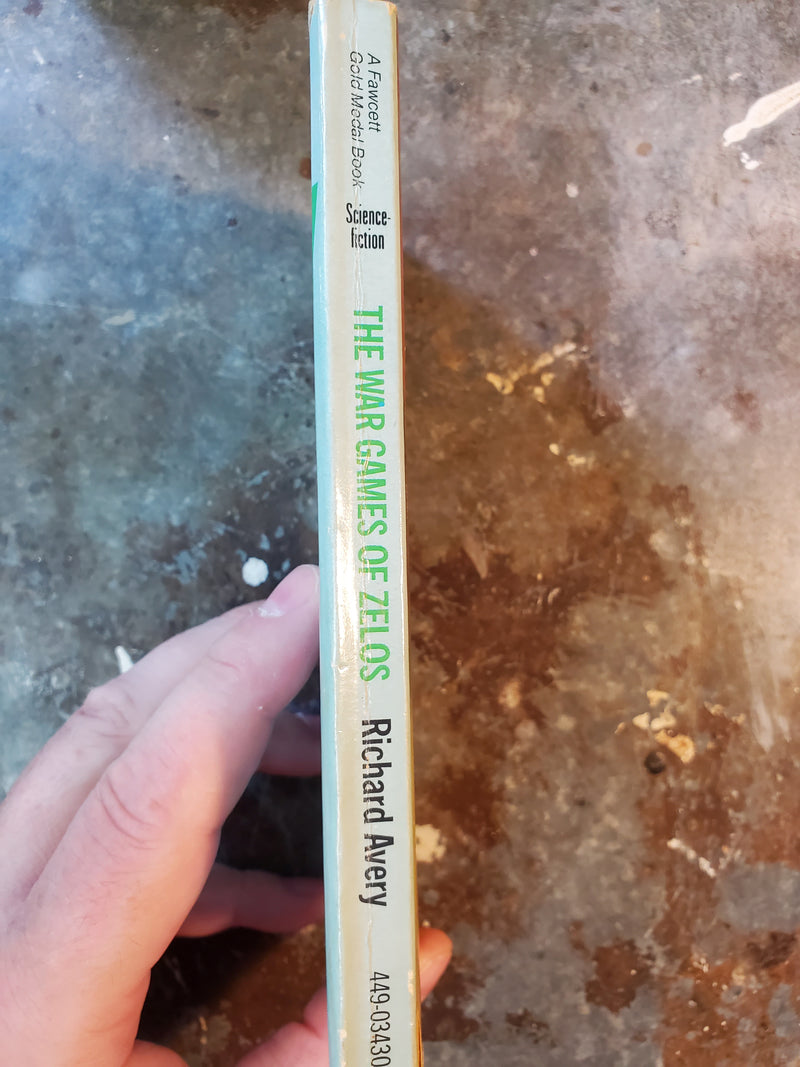 A Fawcett
Gold Medal Book
Science-
fiction
THE WAR GAMES OF ZELOS
Richard Avery
449-03430